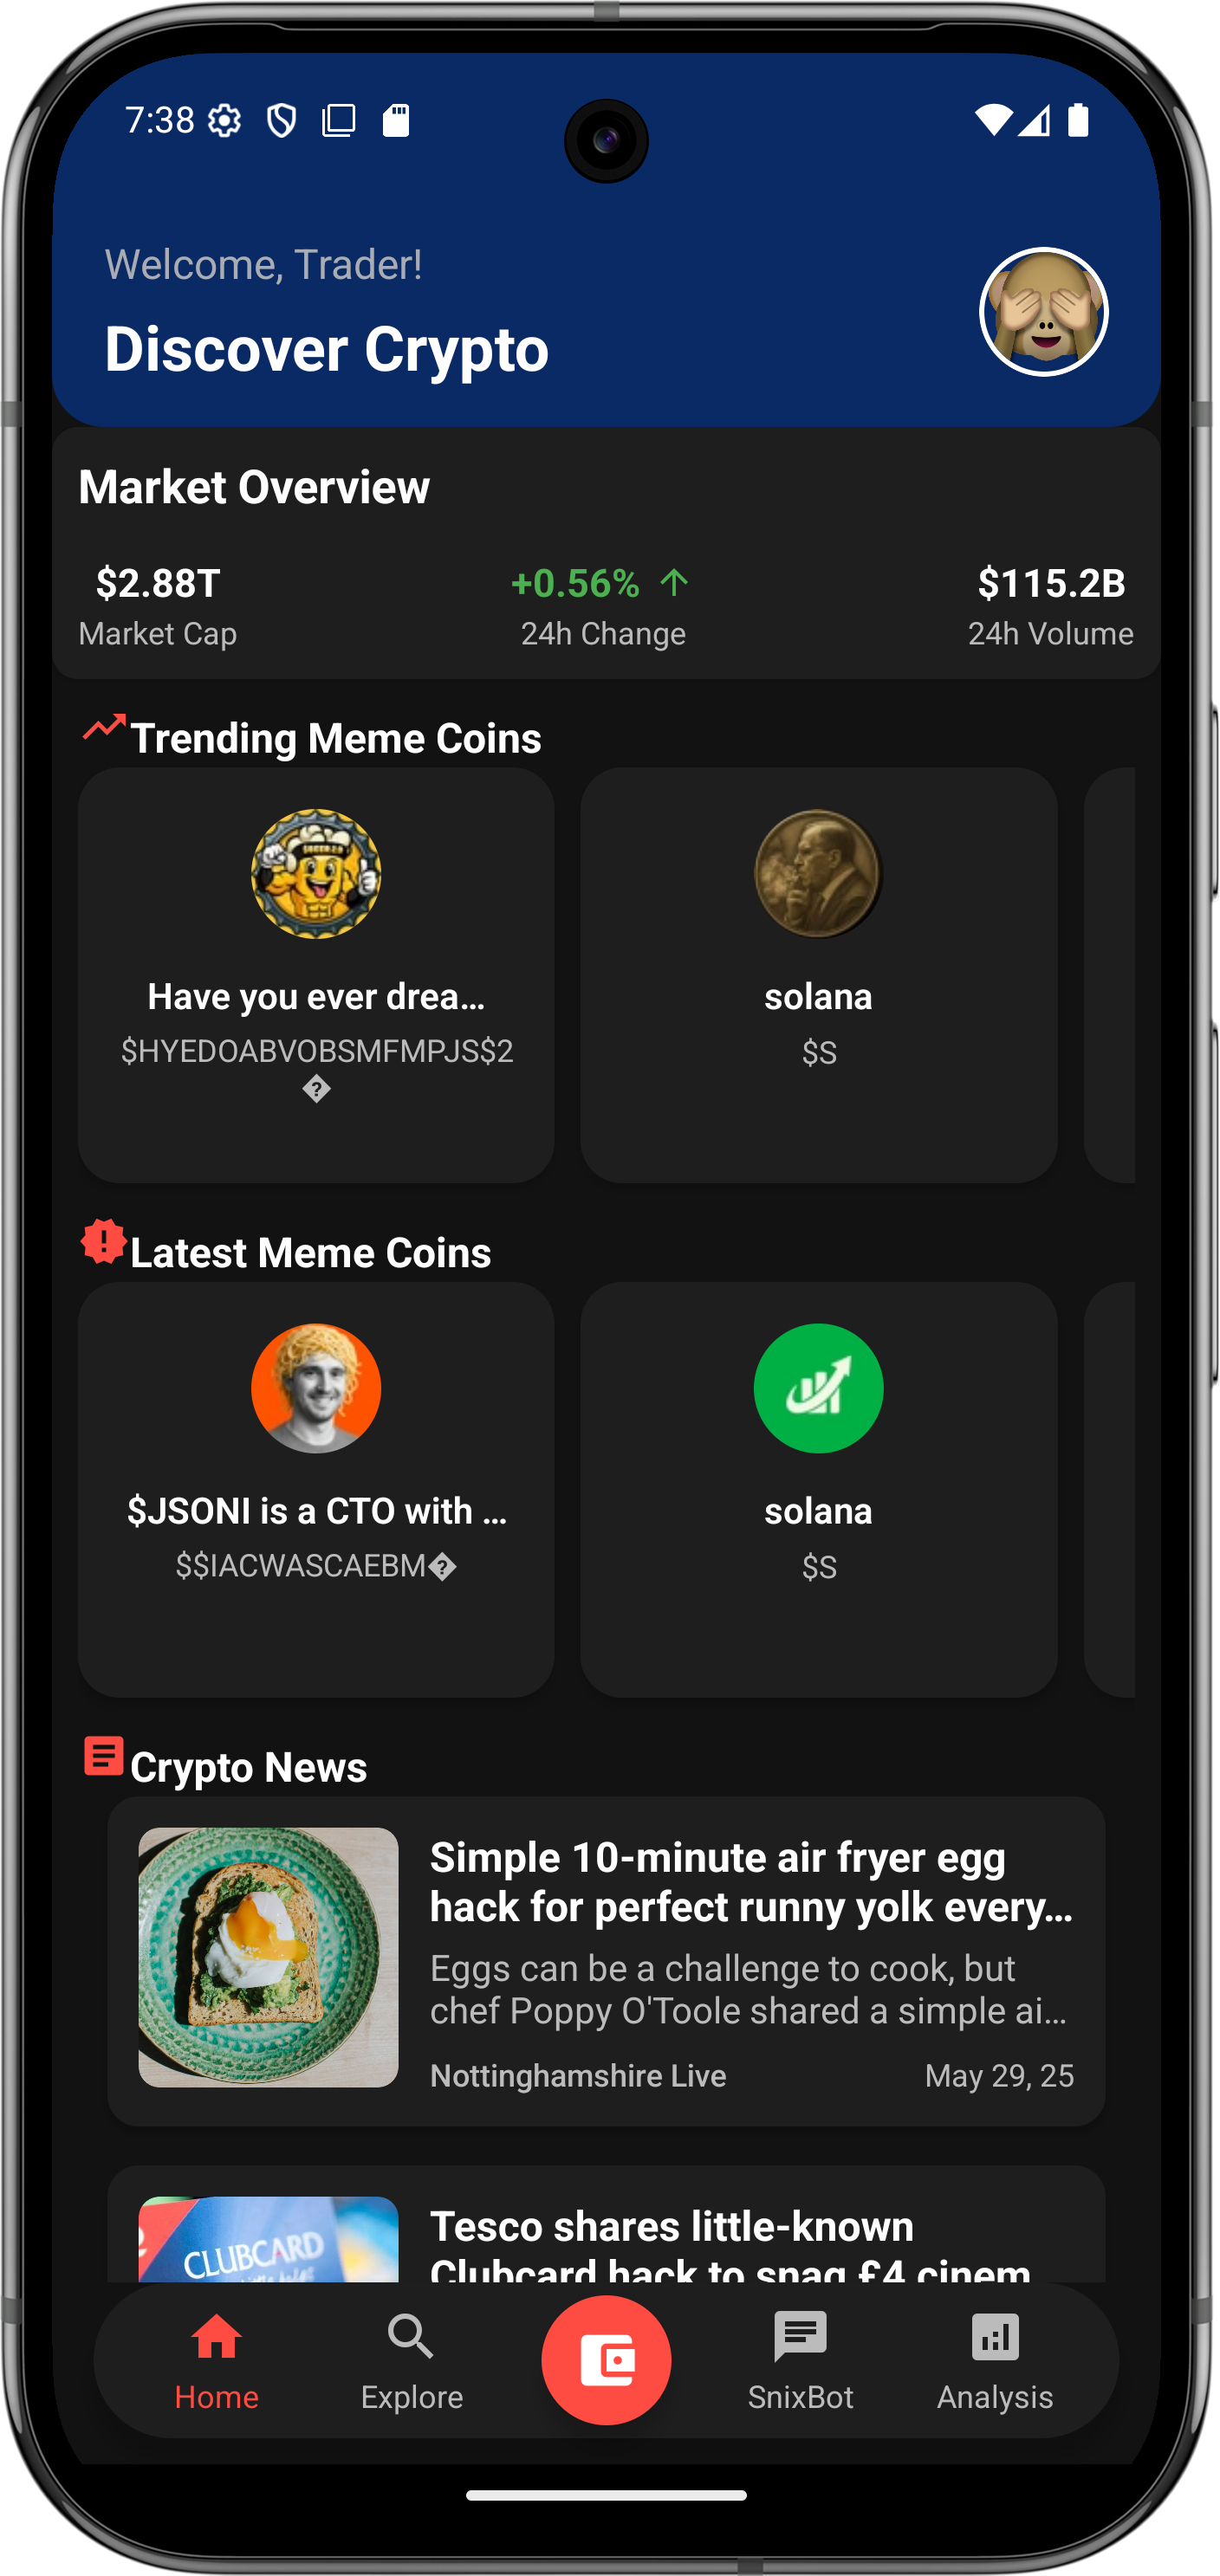 7:38
Welcome, Trader!
Discover Crypto
Market Overview
$2.88T
+0.56% ↑
$115.2B
Market Cap
24h Change
24h Volume
Trending Meme Coins
Have you ever drea...
$HYEDOABVOBSMFMPJS$2
�
solana
$S
Latest Meme Coins
$JSONI is a CTO with ...
$$IACWASCAEBM�
solana
$S
Crypto News
Simple 10-minute air fryer egg
hack for perfect runny yolk every...
Eggs can be a challenge to cook, but
chef Poppy O'Toole shared a simple ai...
Nottinghamshire Live
May 29, 25
CLUBCARD
Tesco shares little-known
Clubcard hack to snag £4 cinem
Home
Explore
SnixBot
Analysis